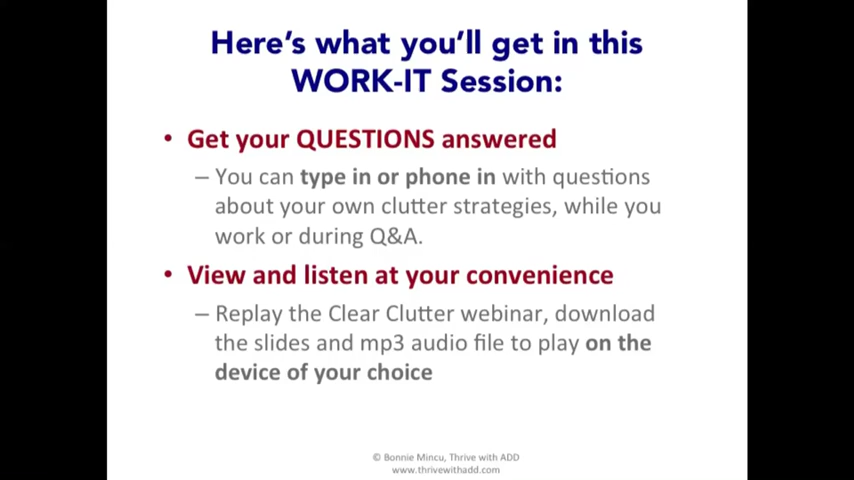 Here's what you'll get in this
WORK-IT Session:
• Get your QUESTIONS answered
– You can type in or phone in with questions
about your own clutter strategies, while you
work or during Q&A.
• View and listen at your convenience
– Replay the Clear Clutter webinar, download
the slides and mp3 audio file to play on the
device of your choice
© Bonnie Mincu, Thrive with ADD
www.thrivewithadd.com